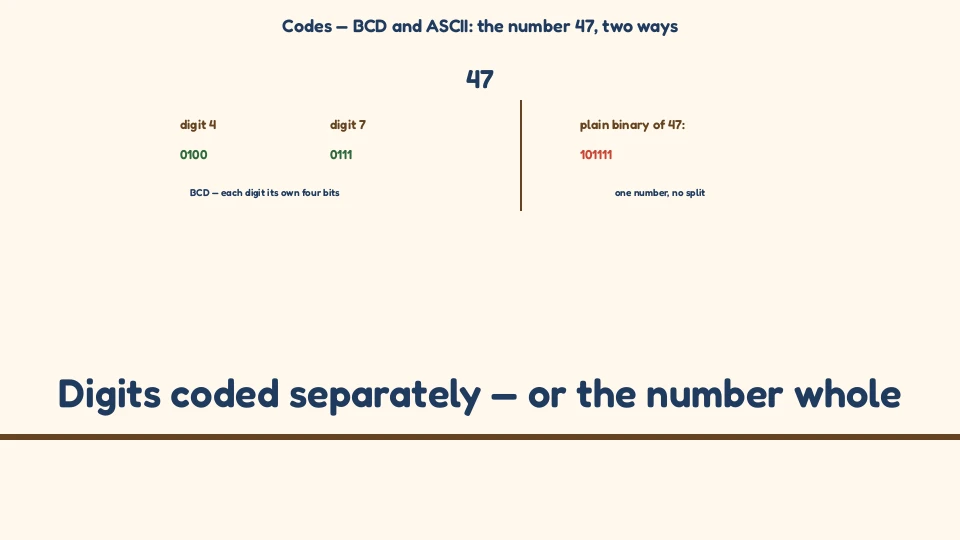 Codes — BCD and ASCII: the number 47, two ways
47
digit 4
digit 7
plain binary of 47:
0100
0111
101111
BCD — each digit its own four bits
one number, no split
Digits coded separately — or the number whole